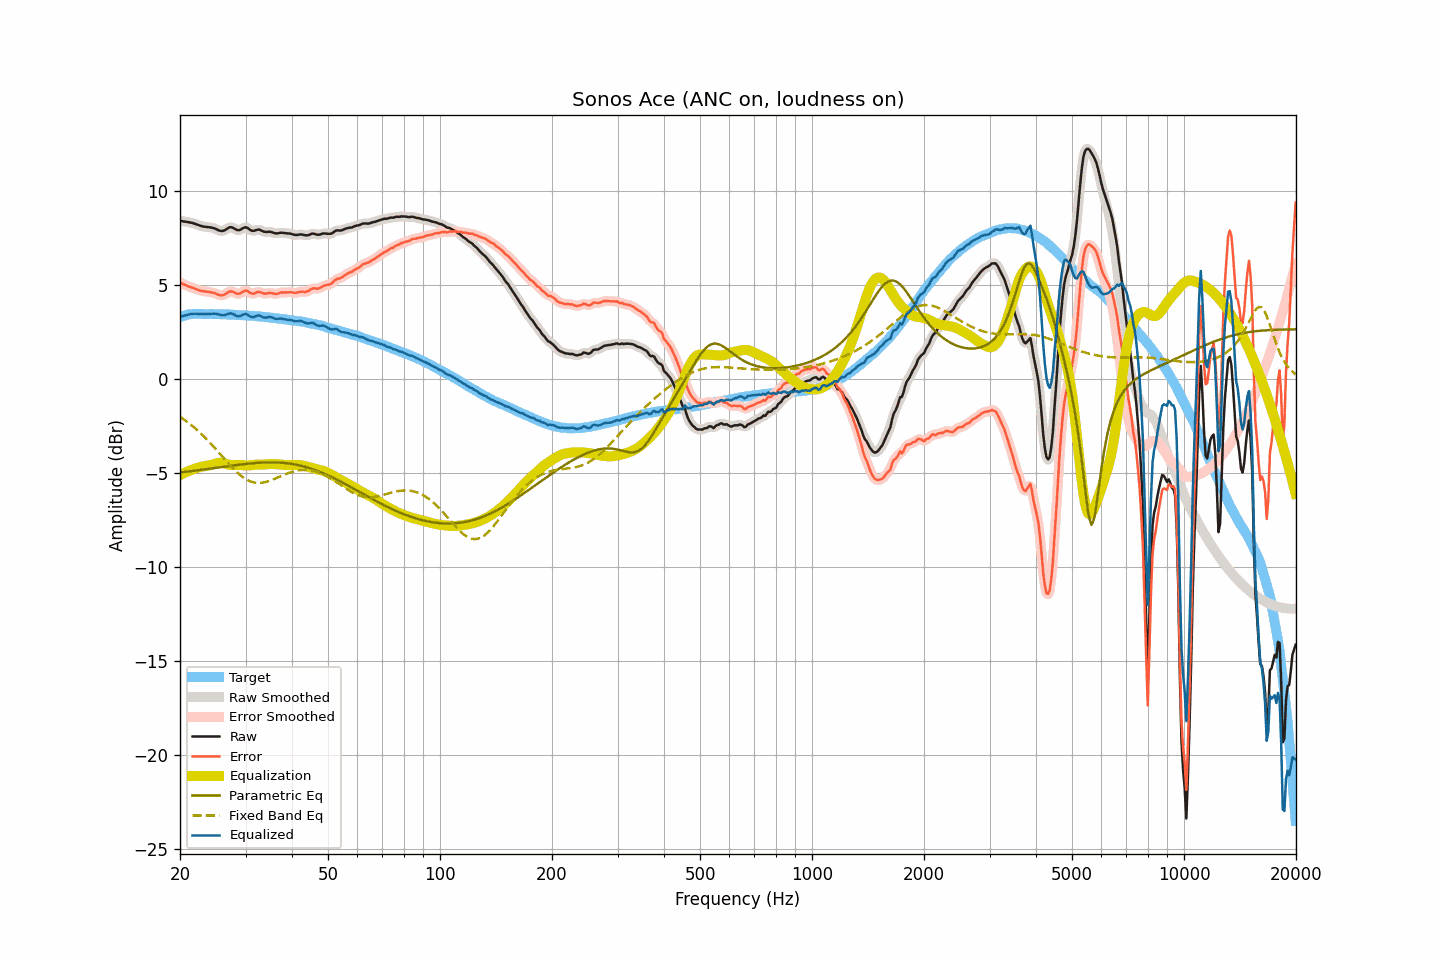 Sonos Ace (ANC on, loudness on)
10
5
0
−5
−10
−15
−20
−25
Amplitude (dBr)
Target
Raw Smoothed
Error Smoothed
Raw
Error
Equalization
Parametric Eq
Fixed Band Eq
Equalized
20
50
100
200
500
1000
2000
5000
10000
20000
Frequency (Hz)